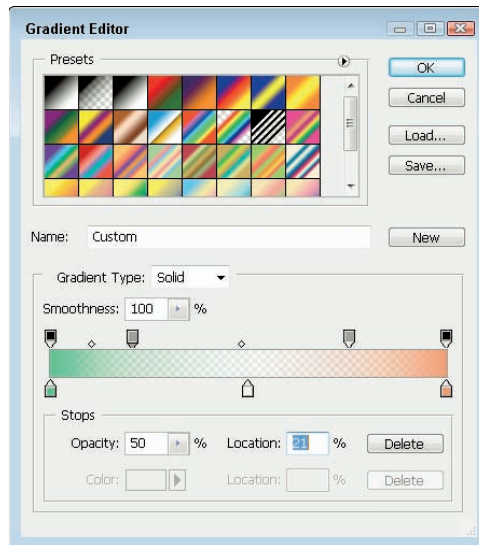 Gradient Editor
Presets
OK
Cancel
Load...
Save...
Name: Custom
New
Gradient Type: Solid
Smoothness: 100 %
Stops
Opacity: 50 % Location: 21 % Delete
Color: Location: % Delete